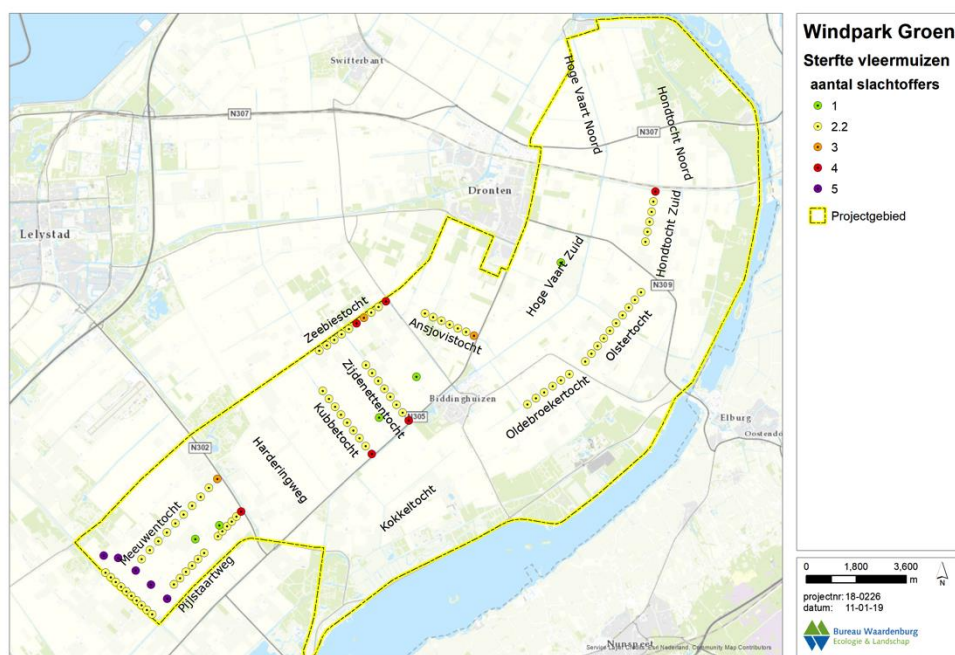 Windpark Groen
Sterfte vleermuizen
aantal slachtoffers
1
2.2
3
4
5
Projectgebied
0 1,800 3,600
m
N
projectnr: 18-0226
datum: 11-01-19
Bureau Waardenburg
Ecologie & Landschap
Swifterbant
Hoge Vaart Noord
Hondtocht Noord
N307
N307
Dronten
Lelystad
Hondtocht Zuid
Hoge Vaart Zuid
N309
Zeebiestocht
Ansjovistocht
Olstertocht
Zijdenettentocht
Biddinghuizen
Oldebroekertocht
Kubbetocht
N305
Elburg
N302
Harderingweg
Kokkeltocht
Meeuwentocht
Pijlstaartweg
Nunspeet